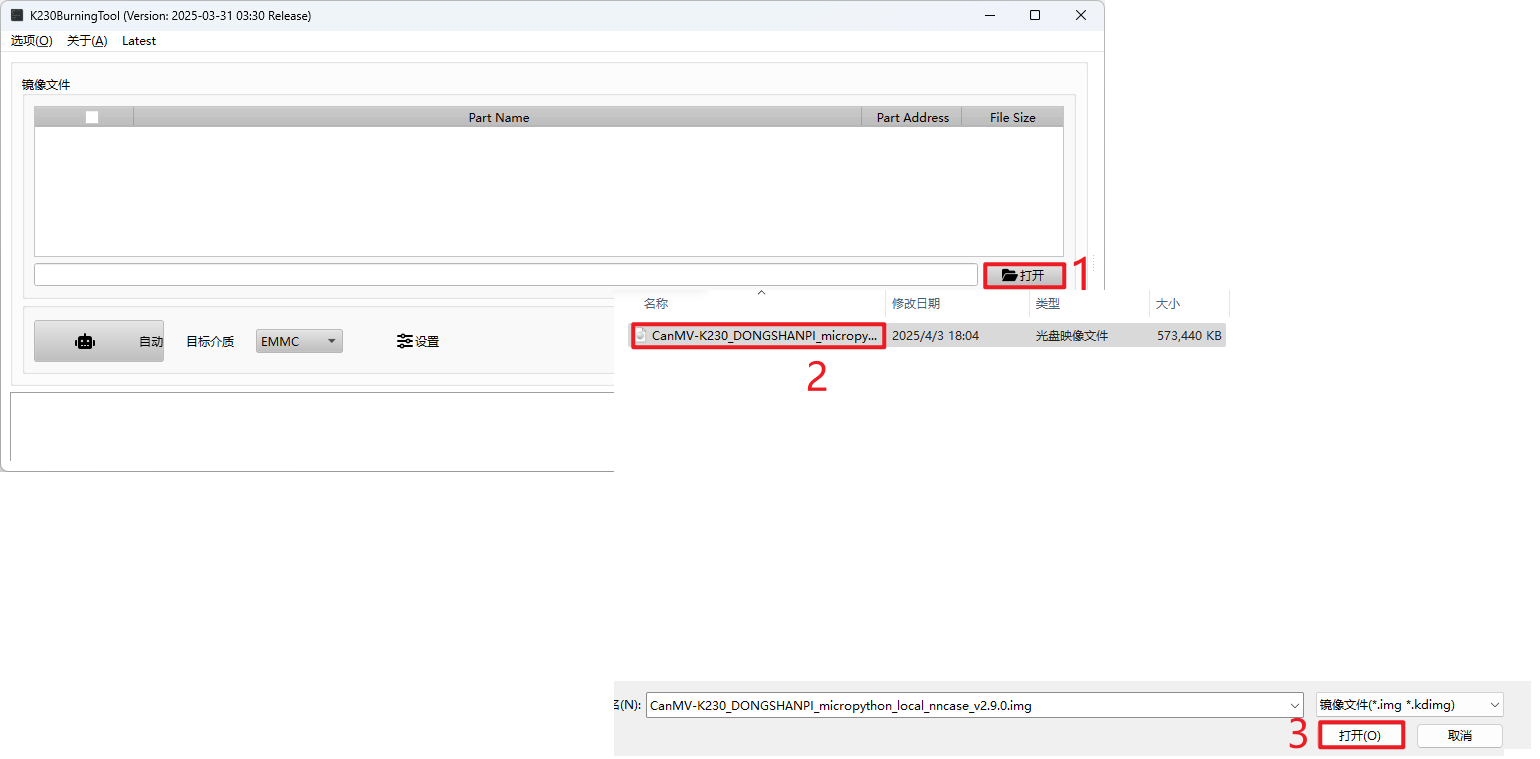 K230BurningTool (Version: 2025-03-31 03:30 Release)
选项(O) 关于(A) Latest
镜像文件
Part Name Part Address File Size
打开 1
名称 修改日期 类型 大小
CanMV-K230_DONGSHANPI_micropy... 2025/4/3 18:04 光盘映像文件 573,440 KB
自动 目标介质 EMMC 设置
2
(N): CanMV-K230_DONGSHANPI_micropython_local_nncase_v2.9.0.img 镜像文件(*.img *.kdimg)
3 打开(O) 取消